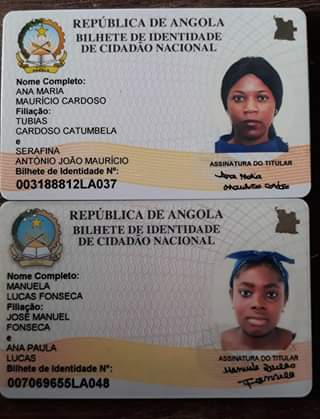 REPÚBLICA DE ANGOLA
BILHETE DE IDENTIDADE
DE CIDADÃO NACIONAL
Nome Completo:
ANA MARIA
MAURÍCIO CARDOSO
Filiação:
TUBIAS
CARDOSO CATUMBELA
e
SERAFINA
ANTÓNIO JOÃO MAURÍCIO
Bilhete de Identidade Nº:
003188812LA037
ASSINATURA DO TITULAR
Ana Maria
Maurício Cardoso
REPÚBLICA DE ANGOLA
BILHETE DE IDENTIDADE
DE CIDADÃO NACIONAL
Nome Completo:
MANUELA
LUCAS FONSECA
Filiação:
JOSÉ MANUEL
FONSECA
e
ANA PAULA
LUCAS
Bilhete de Identidade Nº:
007069655LA048
ASSINATURA DO TITULAR
Manuela Lucas
Fonseca